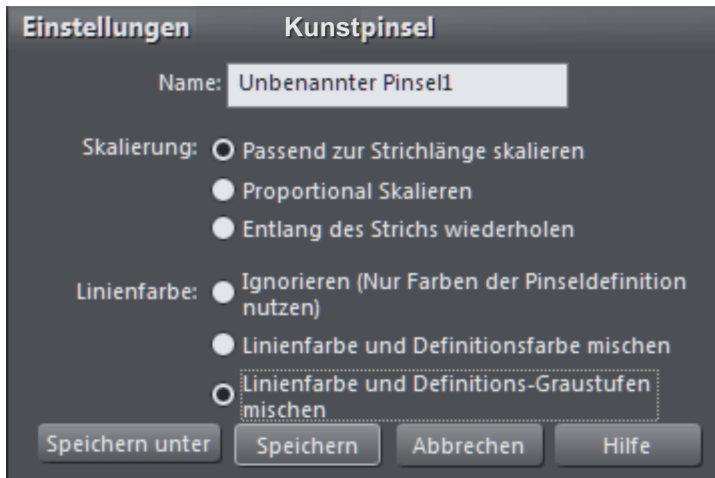 Einstellungen Kunstpinsel
Name: Unbenannter Pinsel1
Skalierung: Passend zur Strichlänge skalieren
Proportional Skalieren
Entlang des Strichs wiederholen
Linienfarbe: Ignorieren (Nur Farben der Pinseldefinition
nutzen)
Linienfarbe und Definitionsfarbe mischen
Linienfarbe und Definitions-Graustufen
mischen
Speichern unter Speichern Abbrechen Hilfe